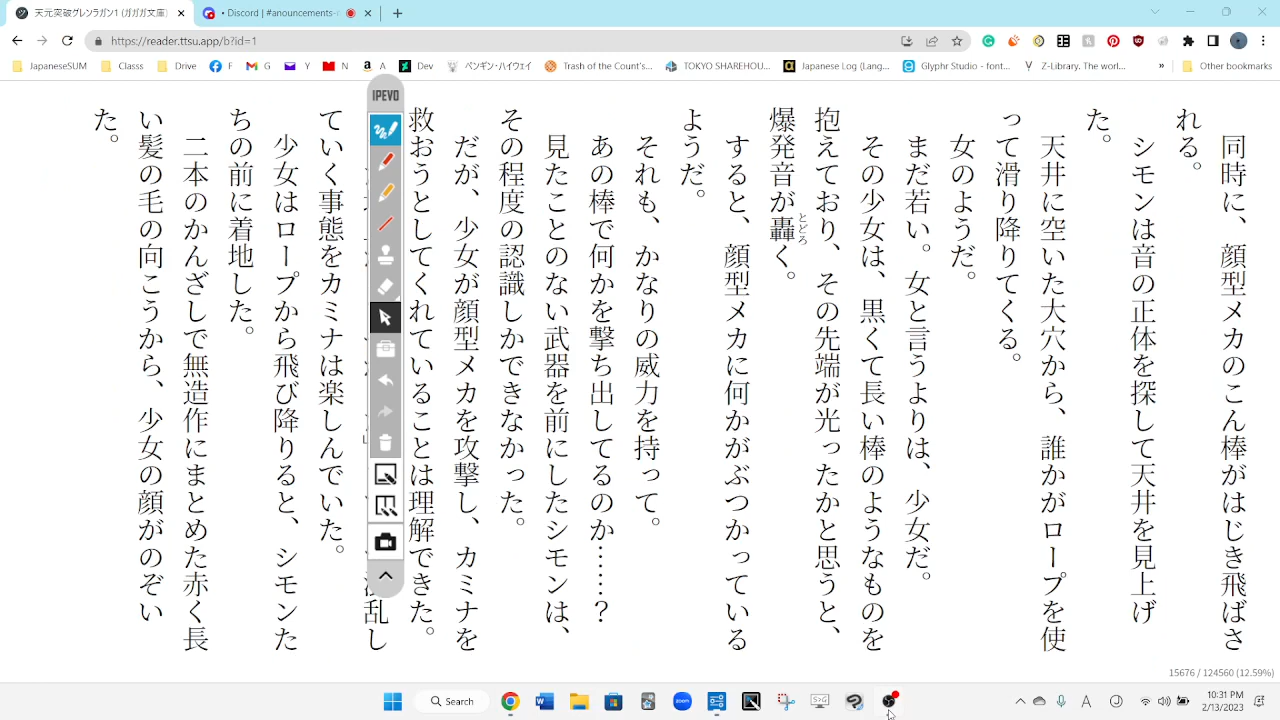 天元突破グレンラガン1 (ガガガ文庫)
• Discord | #anouncements-
https://reader.ttsu.app/b?id=1
JapaneseSUM
Classs
Drive
F
G
Y
N
A
Dev
ペンギン・ハイウェイ
Trash of the Count's...
TOKYO SHAREHOU...
Japanese Log (Lang...
Glyphr Studio - font...
Z-Library. The worl...
»
Other bookmarks
IPEVO
同時に、顔型メカのこん棒がはじき飛ばさ
れる。
シモンは音の正体を探して天井を見上げ
た。
天井に空いた大穴から、誰かがロープを使
って滑り降りてくる。
女のようだ。
まだ若い。女と言うよりは、少女だ。
その少女は、黒くて長い棒のようなものを
抱えており、その先端が光ったかと思うと、
爆発音が轟とどろく。
すると、顔型メカに何かがぶつかっている
ようだ。
それも、かなりの威力を持って。
あの棒で何かを撃ち出してるのか……？
見たことのない武器を前にしたシモンは、
その程度の認識しかできなかった。
だが、少女が顔型メカを攻撃し、カミナを
救おうとしてくれていることは理解できた。
乱し
ていく事態をカミナは楽しんでいた。
少女はロープから飛び降りると、シモンた
ちの前に着地した。
二本のかんざしで無造作にまとめた赤く長
い髪の毛の向こうから、少女の顔がのぞい
た。
15676 / 124560 (12.59%)
Search
zoom
A
10:31 PM
2/13/2023